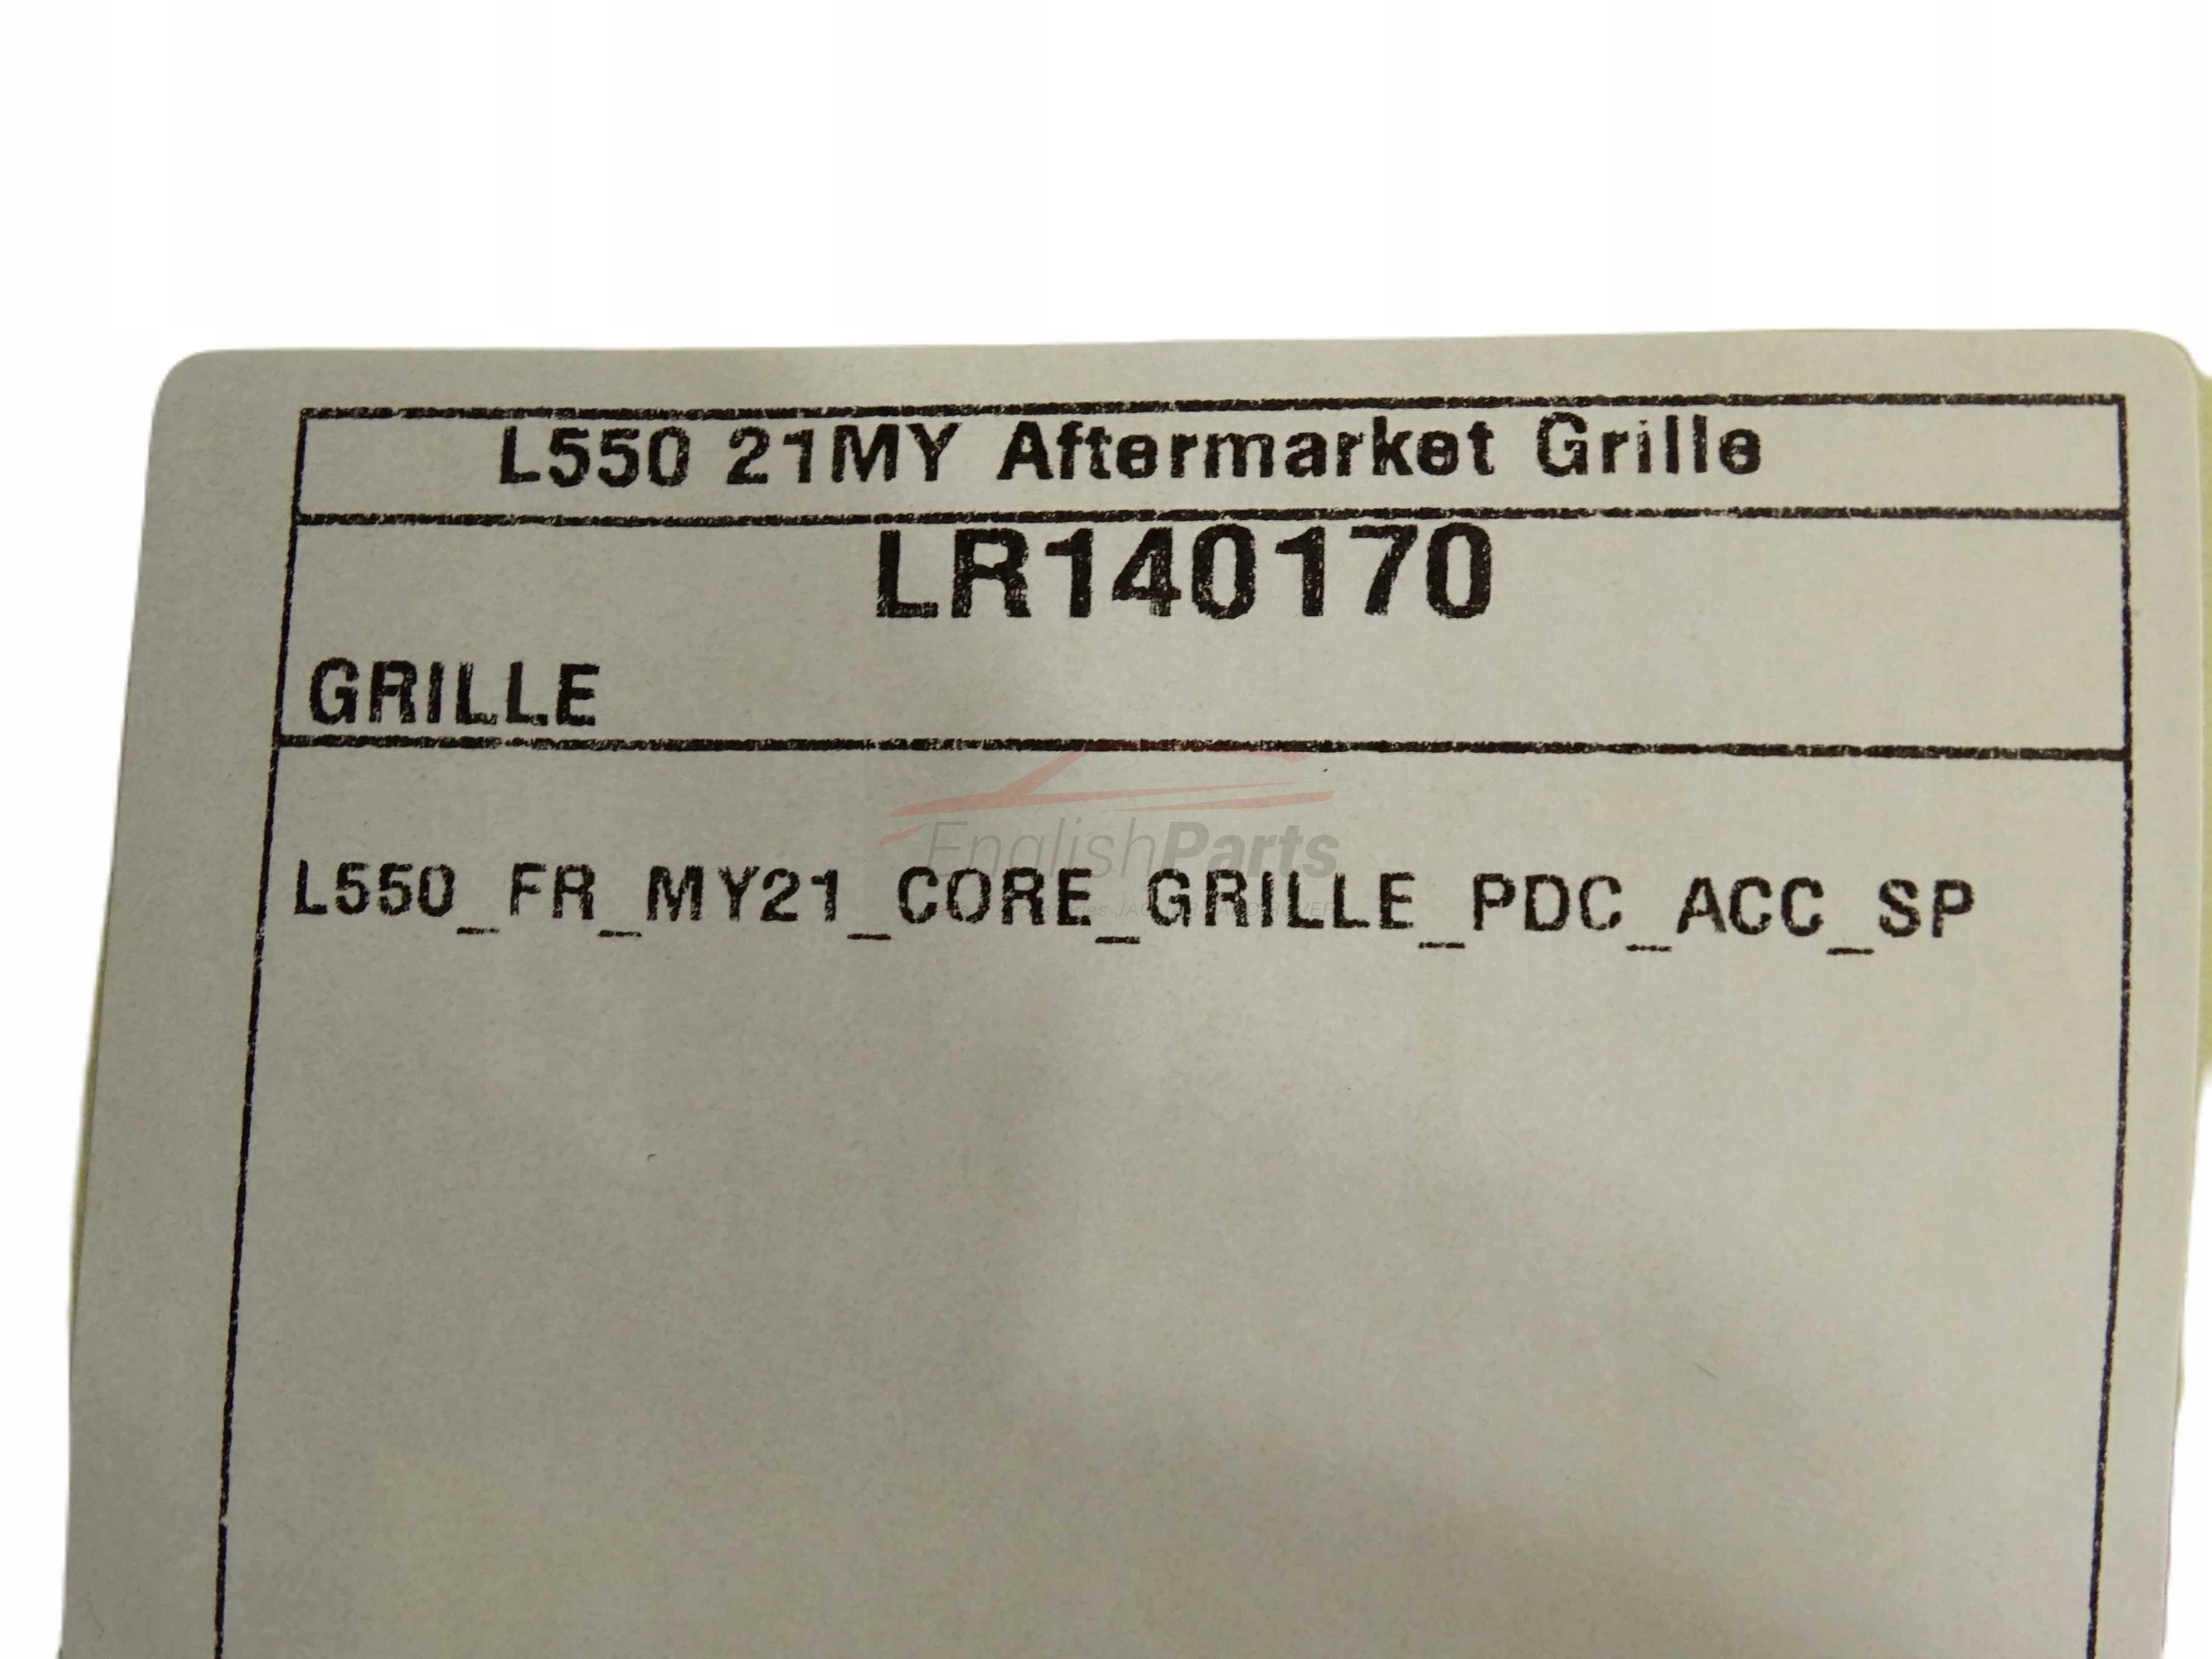 L550 21MY Aftermarket Grille
LR140170
GRILLE
EnglishParts
L550_FR_MY21_CORE_GRILLE_PDC_ACC_SP